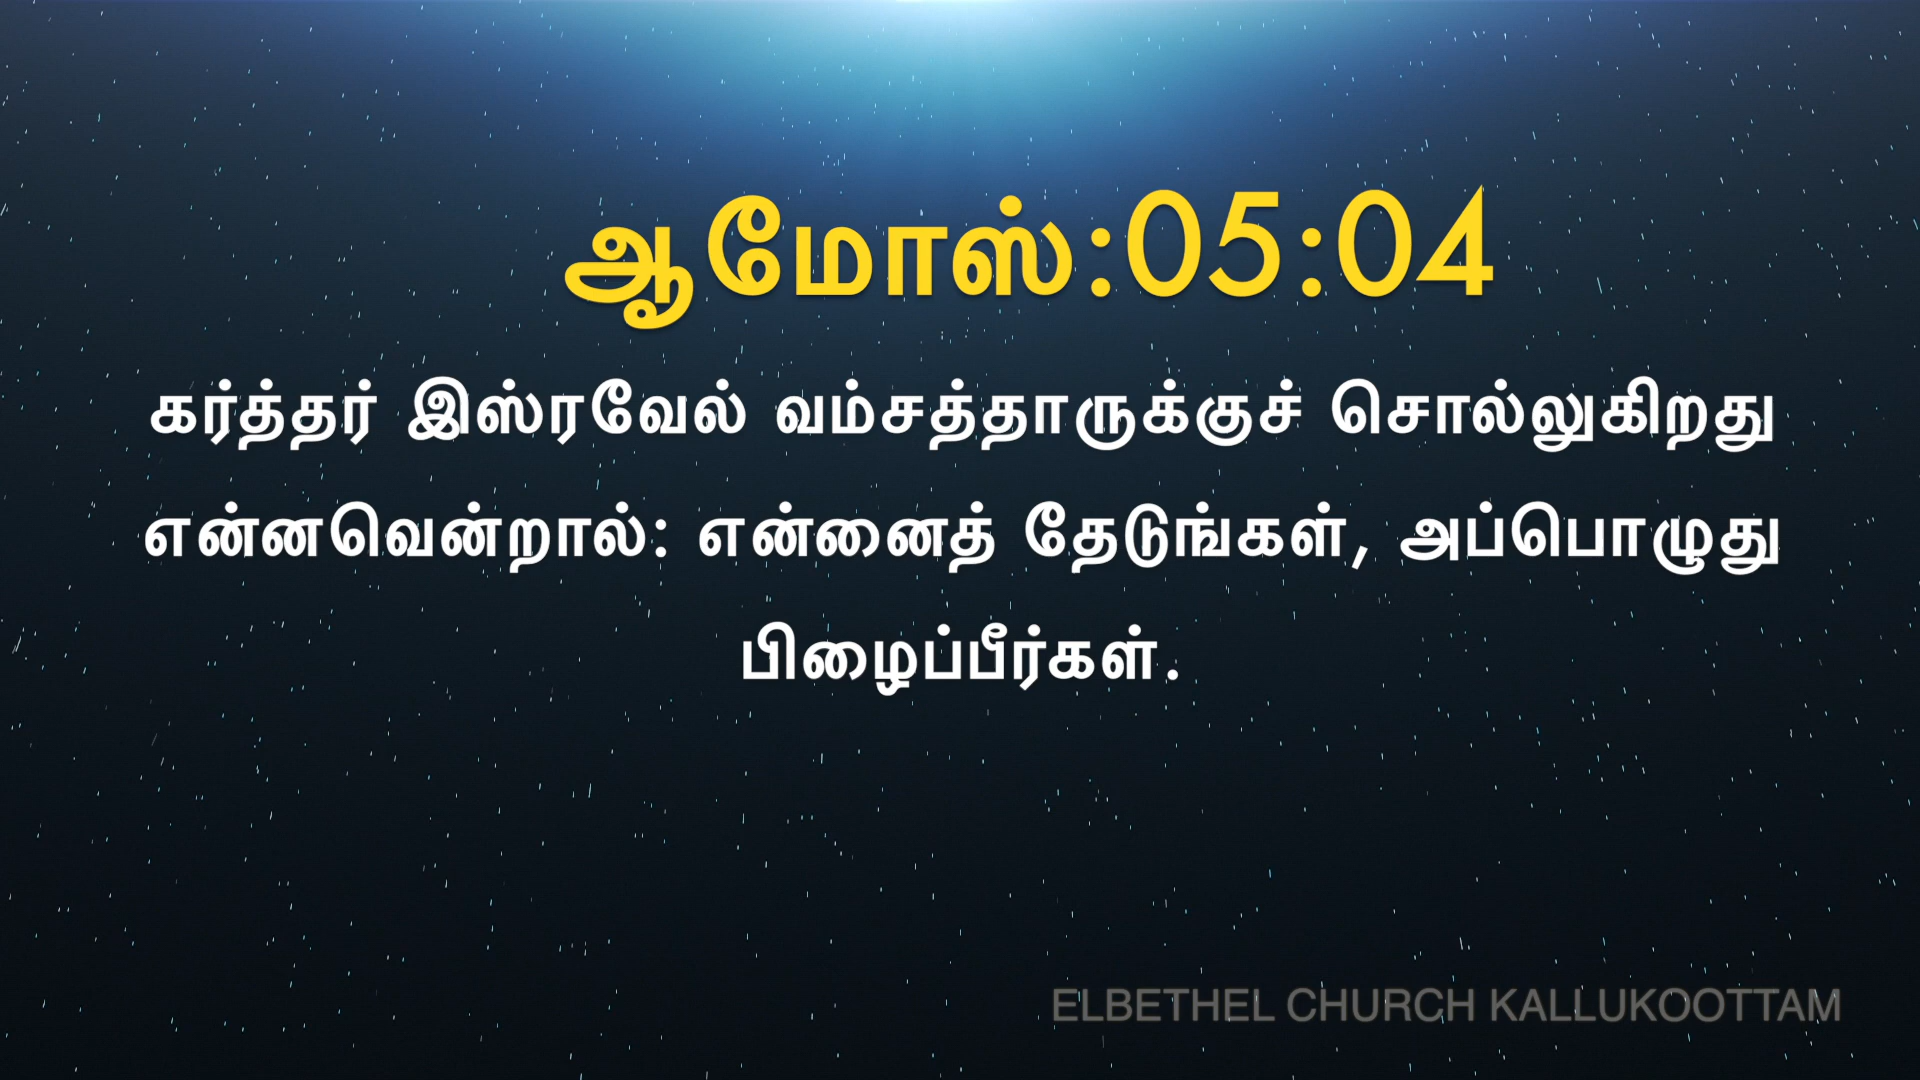 ஆமோஸ்:05:04
கர்த்தர் இஸ்ரவேல் வம்சத்தாருக்குச் சொல்லுகிறது
என்னவென்றால்: என்னைத் தேடுங்கள், அப்பொழுது
பிழைப்பீர்கள்.
ELBETHEL CHURCH KALLUKOOTTAM